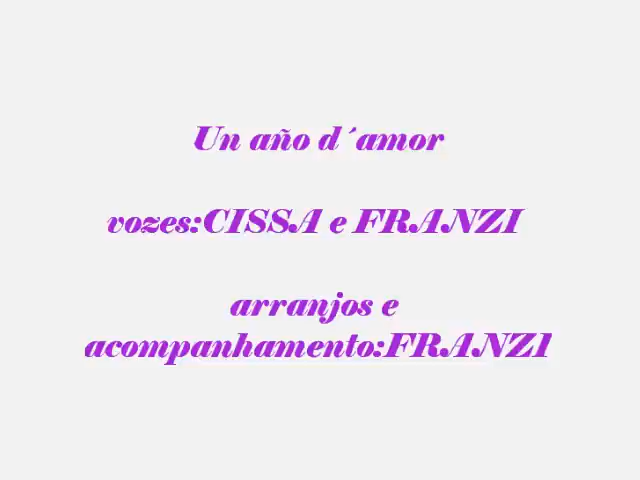 Un año d´amor
vozes:CISSA e FRANZI
arranjos e
acompanhamento:FRANZI